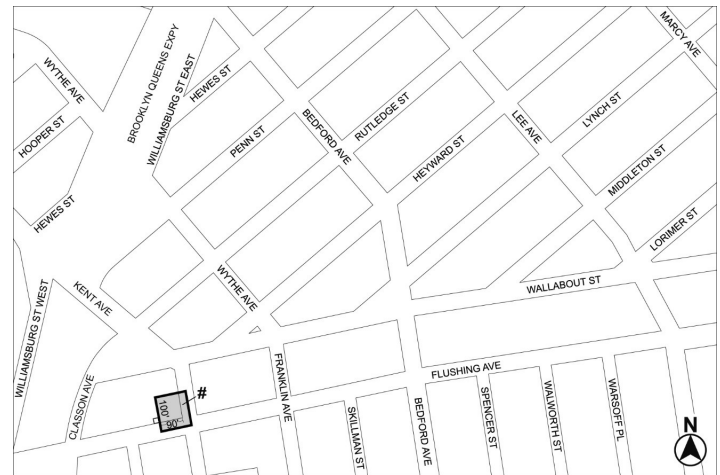 MARCY AVE
WYTHE AVE
BROOKLYN QUEENS EXPY
WILLIAMSBURG ST EAST
HEWES ST
HOOPER ST
PENN ST
BEDFORD AVE
RUTLEDGE ST
LEE AVE
LYNCH ST
HEYWARD ST
MIDDLETON ST
HEWES ST
LORIMER ST
KENT AVE
WYTHE AVE
WALLABOUT ST
WILLIAMSBURG ST WEST
CLASSON AVE
FRANKLIN AVE
FLUSHING AVE
#
100'
90'
SKILLMAN ST
BEDFORD AVE
SPENCER ST
WALWORTH ST
WARSOFF PL
N